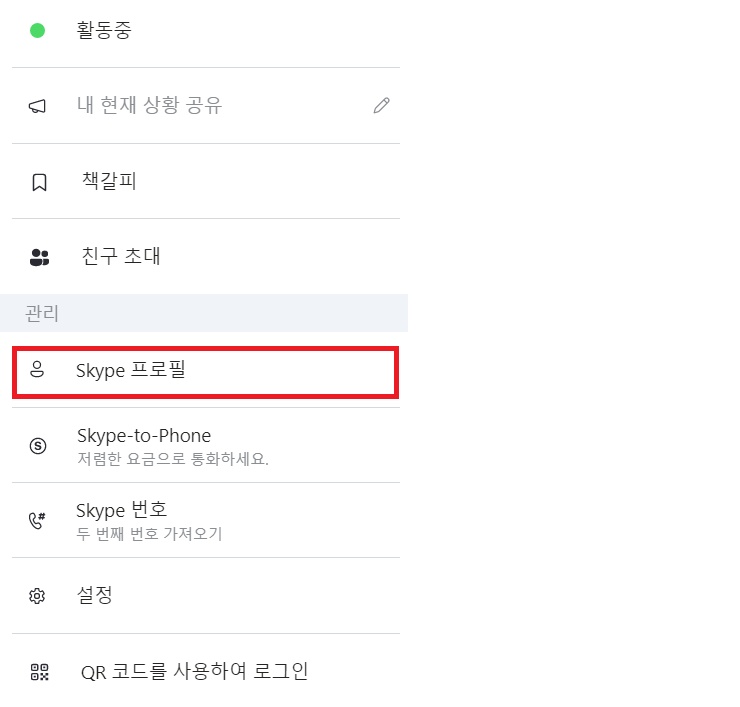 활동중
내 현재 상황 공유
책갈피
친구 초대
관리
Skype 프로필
Skype-to-Phone
저렴한 요금으로 통화하세요.
Skype 번호
두 번째 번호 가져오기
설정
QR 코드를 사용하여 로그인